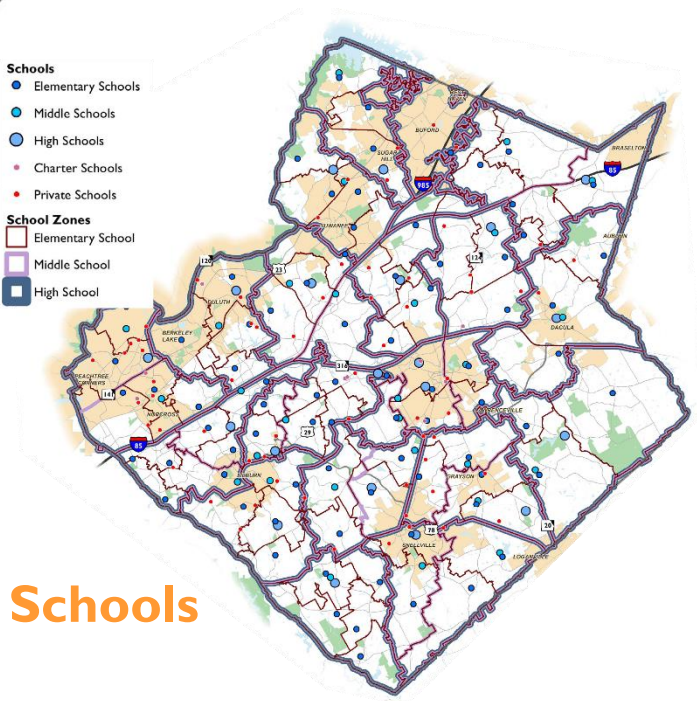 Schools
Elementary Schools
Middle Schools
High Schools
Charter Schools
Private Schools
School Zones
Elementary School
Middle School
High School
BUFORD
SUGAR
HILL
985
BRASELTON
85
SUWANEE
AUBURN
120
23
124
DULUTH
DACULA
BERKELEY
LAKE
316
PEACHTREE
CORNERS
141
NORCROSS
LAWRENCEVILLE
29
85
LILBURN
GRAYSON
78
20
SNELLVILLE
LOGANVILLE
Schools